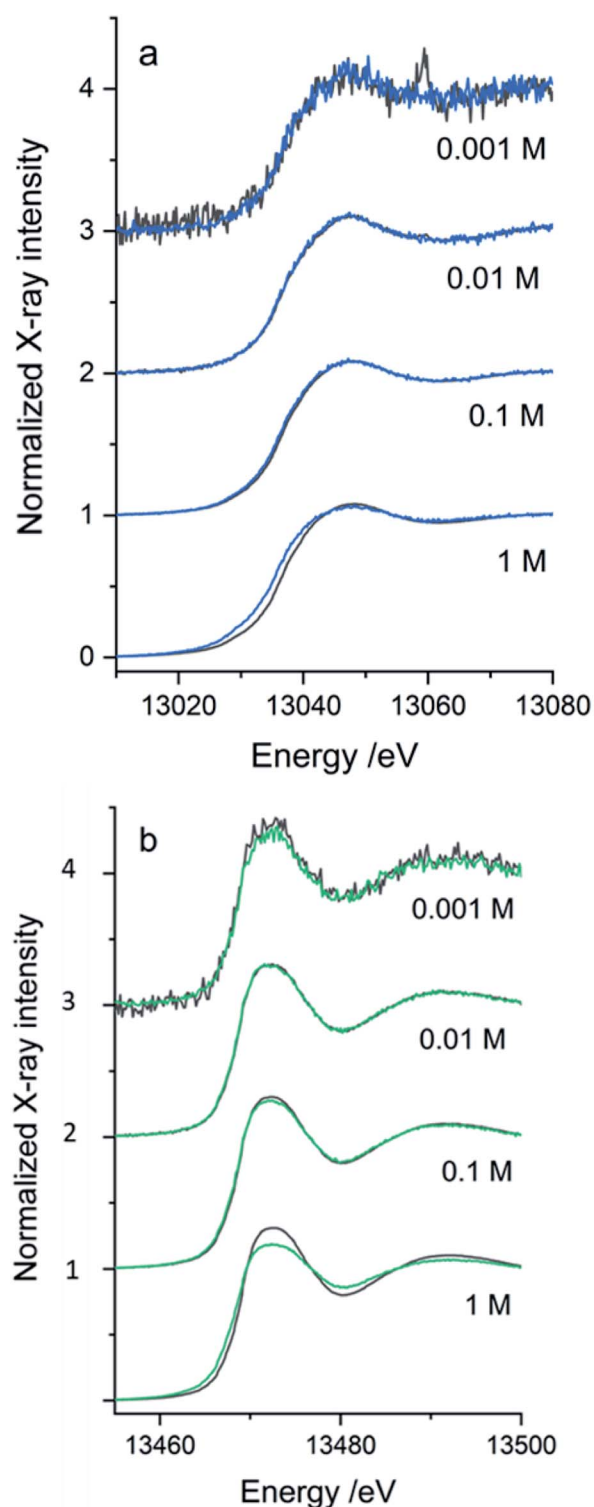 a
4
0.001 M
3
0.01 M
2
0.1 M
1
1 M
0
Normalized X-ray intensity
13020 13040 13060 13080
Energy /eV
b
4
0.001 M
3
0.01 M
2
0.1 M
1
1 M
Normalized X-ray intensity
13460 13480 13500
Energy /eV